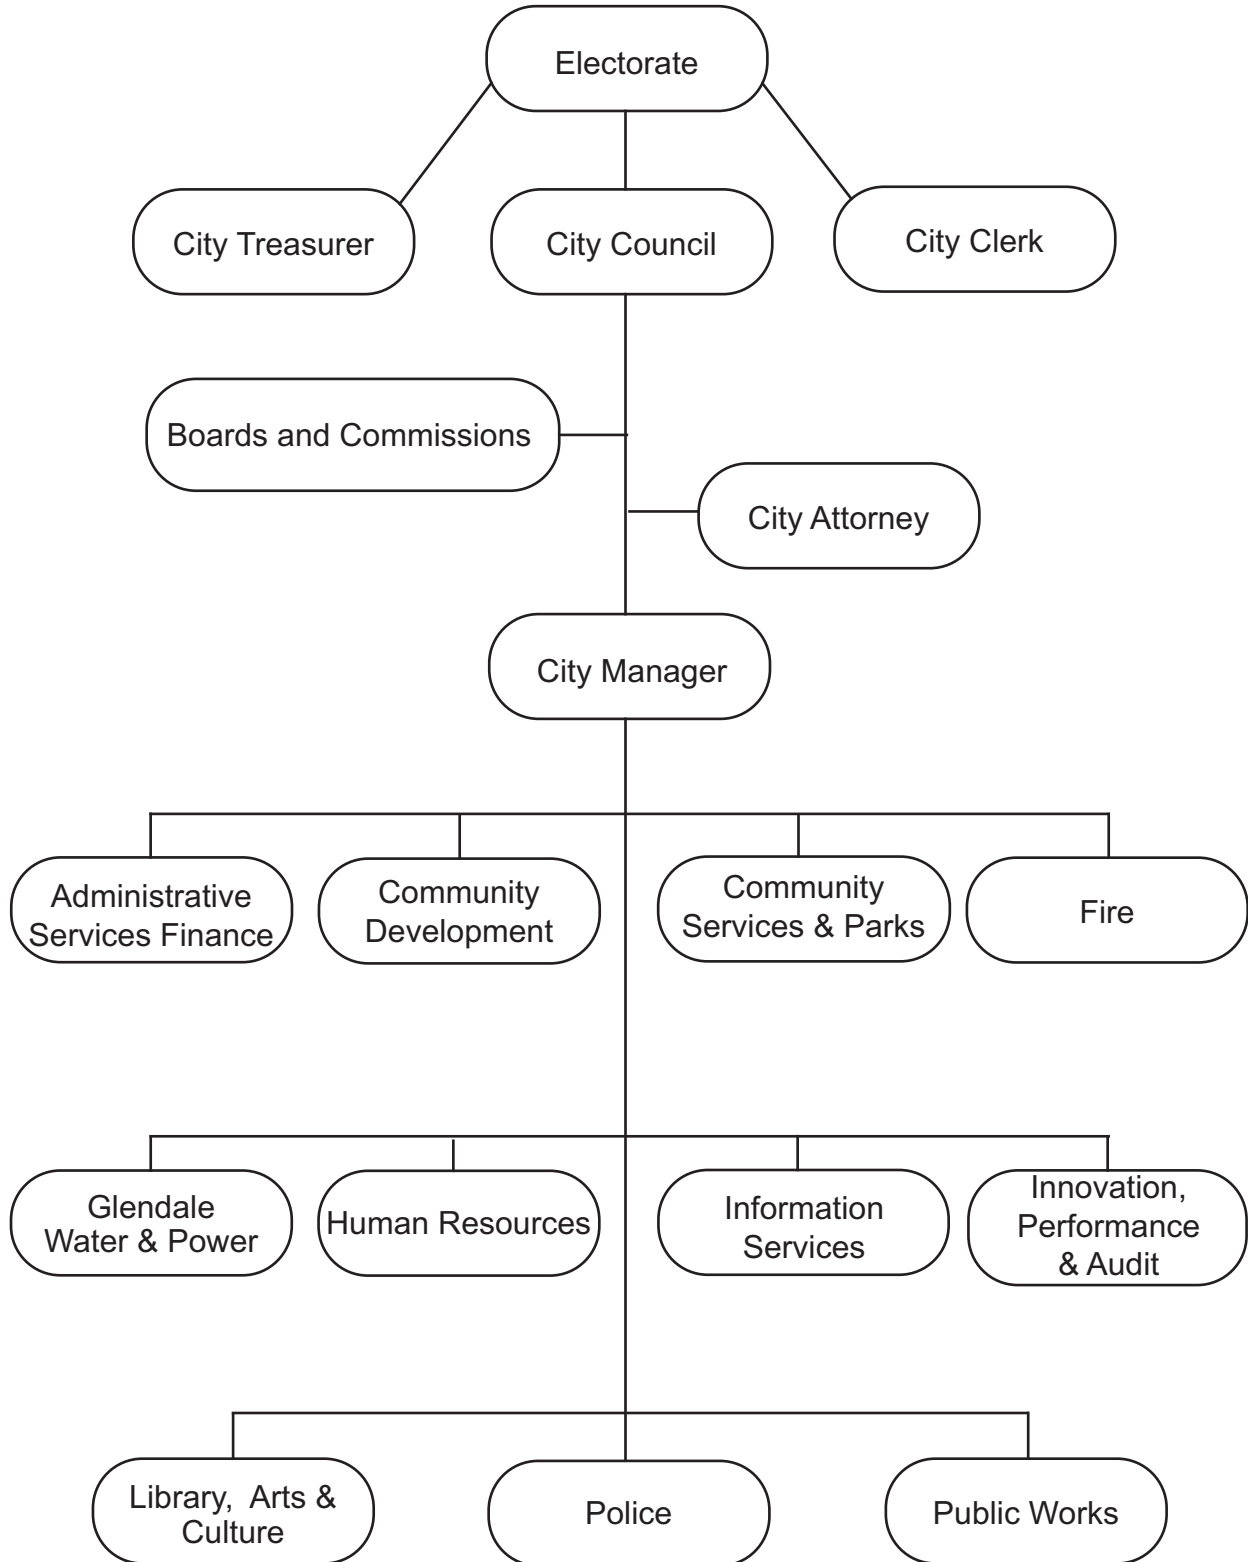 Electorate
City Treasurer
City Council
City Clerk
Boards and Commissions
City Attorney
City Manager
Administrative
Services Finance
Community
Development
Community
Services & Parks
Fire
Glendale
Water & Power
Human Resources
Information
Services
Innovation,
Performance
& Audit
Library, Arts &
Culture
Police
Public Works